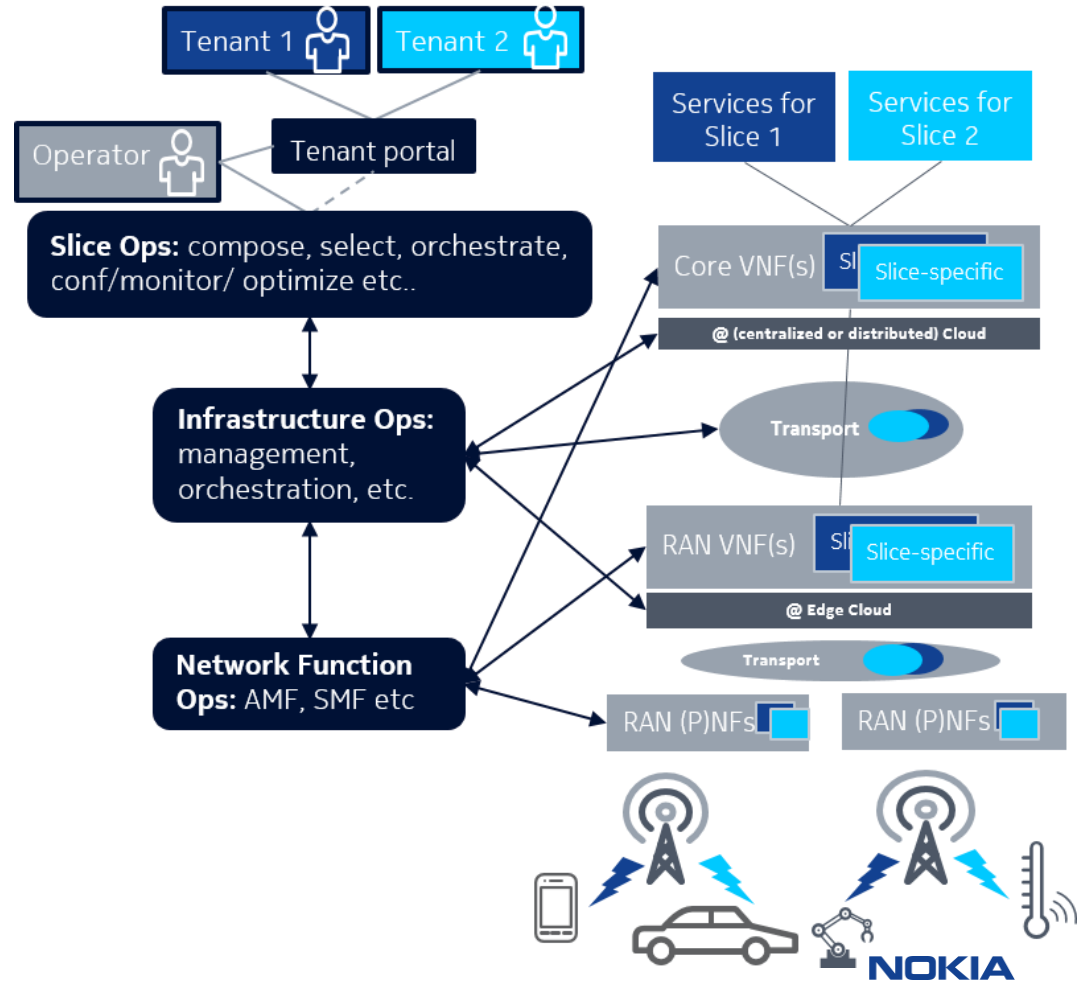 Tenant 1
Tenant 2
Operator
Tenant portal
Slice Ops: compose, select, orchestrate,
conf/monitor/ optimize etc..
Infrastructure Ops:
management,
orchestration, etc.
Network Function
Ops: AMF, SMF etc
Services for
Slice 1
Services for
Slice 2
Core VNF(s)
Sl
Slice-specific
@ (centralized or distributed) Cloud
Transport
RAN VNF(s)
Sli
Slice-specific
@ Edge Cloud
Transport
RAN (P)NFs
RAN (P)NFs
NOKIA